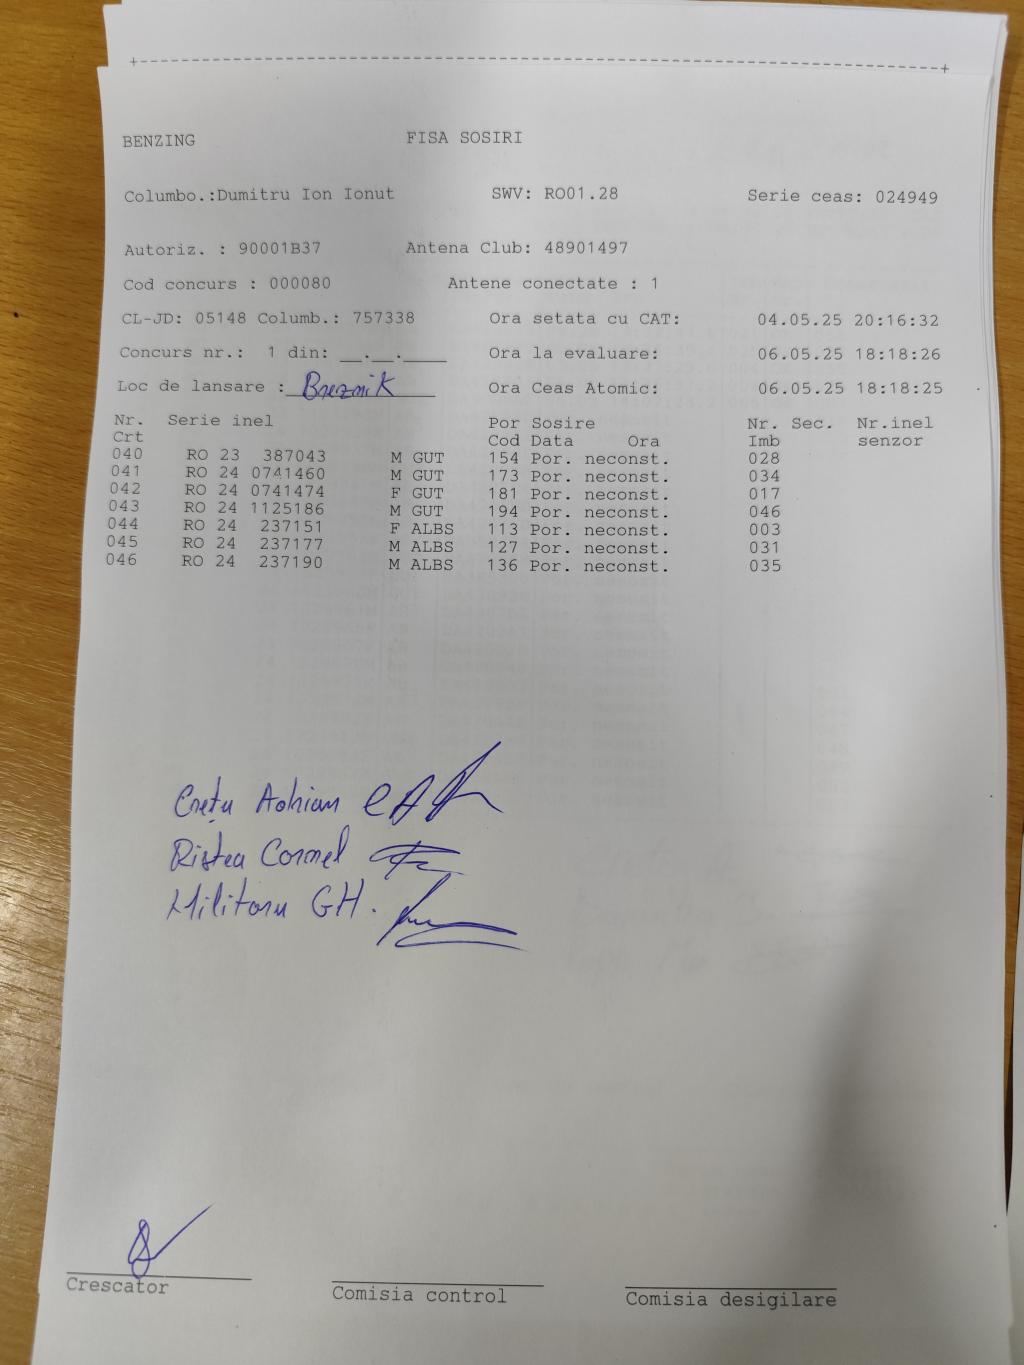 BENZING FISA SOSIRI
Columbo.:Dumitru Ion Ionut SWV: RO01.28 Serie ceas: 024949
Autoriz. : 90001B37 Antena Club: 48901497
Cod concurs : 000080 Antene conectate : 1
CL-JD: 05148 Columb.: 757338 Ora setata cu CAT: 04.05.25 20:16:32
Concurs nr.: 1 din: __.__.____ Ora la evaluare: 06.05.25 18:18:26
Loc de lansare : Breznik Ora Ceas Atomic: 06.05.25 18:18:25
Nr. Serie inel Por Sosire Nr. Sec. Nr.inel
Crt Cod Data Ora Imb senzor
040 RO 23 387043 M GUT 154 Por. neconst. 028
041 RO 24 0741460 M GUT 173 Por. neconst. 034
042 RO 24 0741474 F GUT 181 Por. neconst. 017
043 RO 24 1125186 M GUT 194 Por. neconst. 046
044 RO 24 237151 F ALBS 113 Por. neconst. 003
045 RO 24 237177 M ALBS 127 Por. neconst. 031
046 RO 24 237190 M ALBS 136 Por. neconst. 035
Crețu Adrian
Ristea Cornel
Militaru GH.
Crescator Comisia control Comisia desigilare